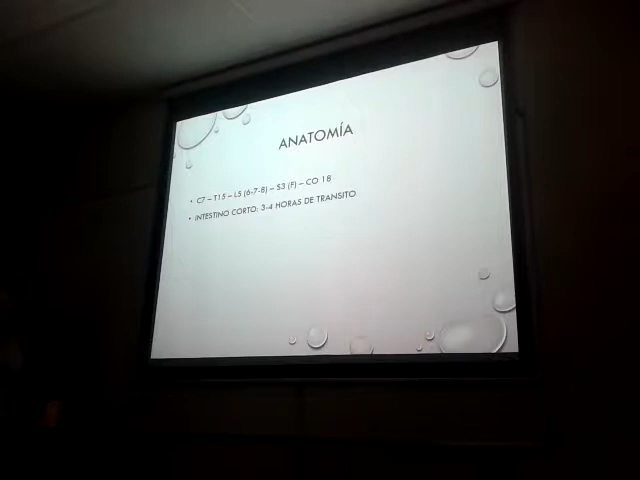 ANATOMÍA
• C7 – T15 – L5 (6-7-8) – S3 (F) – CO 18
• INTESTINO CORTO: 3-4 HORAS DE TRANSITO